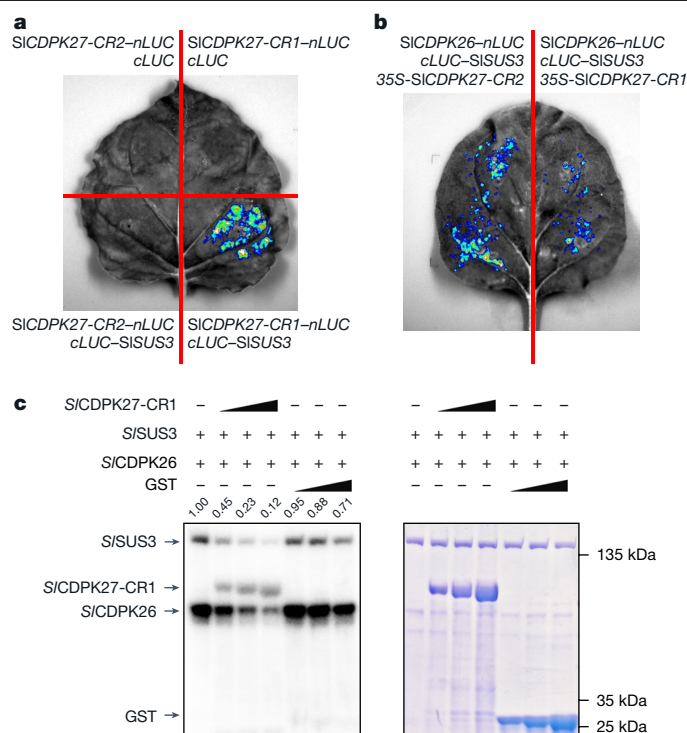 a
SlCDPK27-CR2–nLUC
cLUC
SlCDPK27-CR1–nLUC
cLUC
SlCDPK27-CR2–nLUC
cLUC–SlSUS3
SlCDPK27-CR1–nLUC
cLUC–SlSUS3
b
SlCDPK26–nLUC
cLUC–SlSUS3
35S-SlCDPK27-CR2
SlCDPK26–nLUC
cLUC–SlSUS3
35S-SlCDPK27-CR1
c
SlCDPK27-CR1 – – – – – – – –
SlSUS3 + + + + + + + + + + + + + +
SlCDPK26 + + + + + + + + + + + + + +
GST – – – – – – – –
1.00 0.45 0.23 0.12 0.95 0.88 0.71
SlSUS3 →
SlCDPK27-CR1 →
SlCDPK26 →
GST →
135 kDa
35 kDa
25 kDa